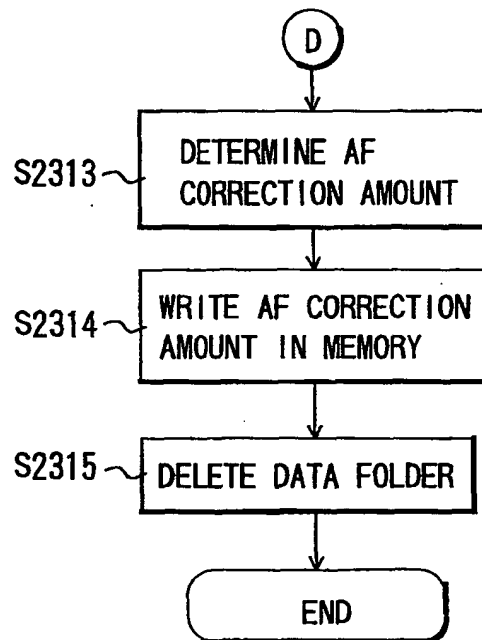 D
S2313
DETERMINE AF
CORRECTION AMOUNT
S2314
WRITE AF CORRECTION
AMOUNT IN MEMORY
S2315
DELETE DATA FOLDER
END